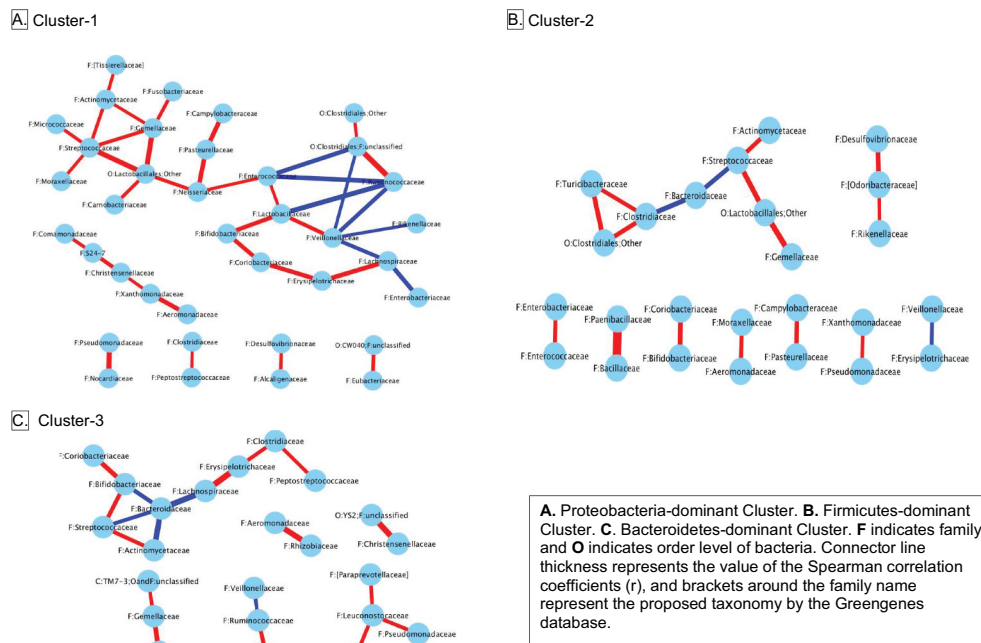 A. Cluster-1
F:[Tissierellaceae]
F:Actinomycetaceae
F:Fusobacteriaceae
F:Micrococcaceae
F:Gemellaceae
F:Campylobacteraceae
O:Clostridiales;Other
F:Streptococcaceae
F:Pasteurellaceae
O:Clostridiales;F:unclassified
F:Moraxellaceae
O:Lactobacillales;Other
F:Enterococcaceae
F:Ruminococcaceae
F:Neisseriaceae
F:Carnobacteriaceae
F:Lactobacillaceae
F:Rikenellaceae
F:Comamonadaceae
F:Bifidobacteriaceae
F:Veillonellaceae
F:S24-7
F:Coriobacteriaceae
F:Lachnospiraceae
F:Christensenellaceae
F:Erysipelotrichaceae
F:Xanthomonadaceae
F:Enterobacteriaceae
F:Aeromonadaceae
F:Pseudomonadaceae
F:Clostridiaceae
F:Desulfovibrionaceae
O:CW040;F:unclassified
F:Nocardiaceae
F:Peptostreptococcaceae
F:Alcaligenaceae
F:Eubacteriaceae
B. Cluster-2
F:Actinomycetaceae
F:Desulfovibrionaceae
F:Streptococcaceae
F:Turicibacteraceae
F:Bacteroidaceae
F:[Odoribacteraceae]
F:Clostridiaceae
O:Lactobacillales;Other
O:Clostridiales;Other
F:Rikenellaceae
F:Gemellaceae
F:Enterobacteriaceae
F:Paenibacillaceae
F:Coriobacteriaceae
F:Moraxellaceae
F:Campylobacteraceae
F:Xanthomonadaceae
F:Veillonellaceae
F:Enterococcaceae
F:Bacillaceae
F:Bifidobacteriaceae
F:Aeromonadaceae
F:Pasteurellaceae
F:Pseudomonadaceae
F:Erysipelotrichaceae
C. Cluster-3
F:Clostridiaceae
F:Coriobacteriaceae
F:Erysipelotrichaceae
F:Bifidobacteriaceae
F:Lachnospiraceae
F:Peptostreptococcaceae
F:Bacteroidaceae
F:Streptococcaceae
F:Aeromonadaceae
O:YS2;F:unclassified
F:Actinomycetaceae
F:Rhizobiaceae
F:Christensenellaceae
C:TM7-3;OandF:unclassified
F:Veillonellaceae
F:[Paraprevotellaceae]
F:Gemellaceae
F:Ruminococcaceae
F:Leuconostocaceae
F:Pseudomonadaceae
A. Proteobacteria-dominant Cluster. B. Firmicutes-dominant
Cluster. C. Bacteroidetes-dominant Cluster. F indicates family
and O indicates order level of bacteria. Connector line
thickness represents the value of the Spearman correlation
coefficients (r), and brackets around the family name
represent the proposed taxonomy by the Greengenes
database.